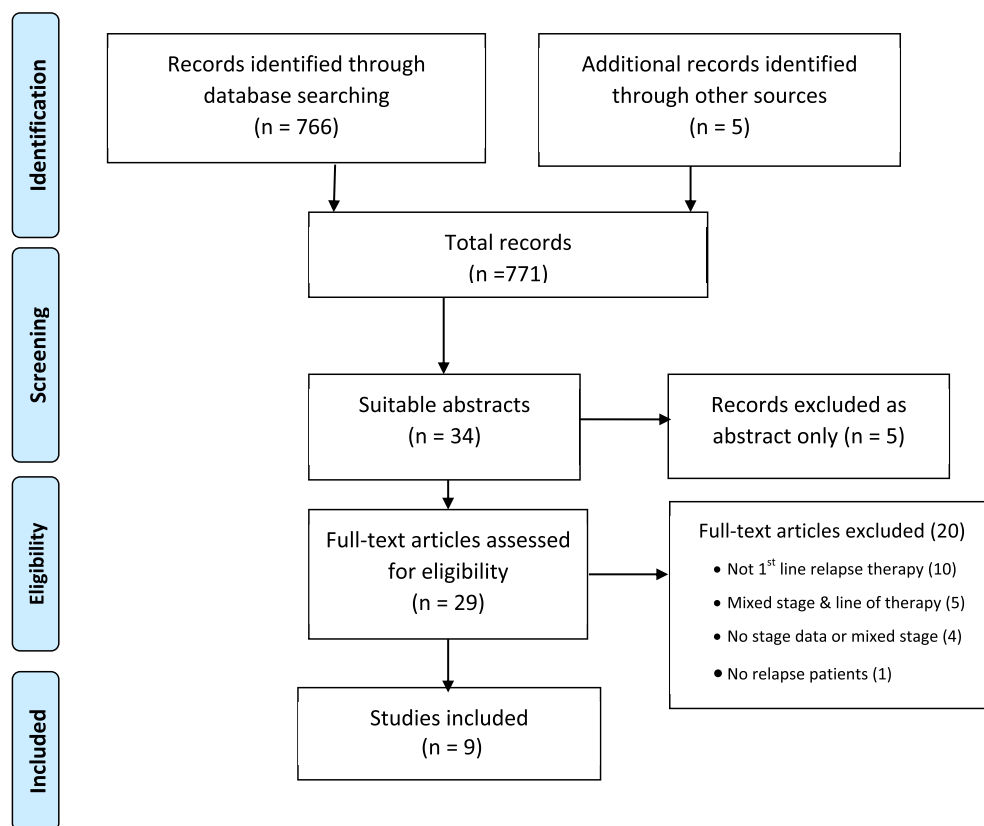 Identification
Records identified through
database searching
(n = 766)
Additional records identified
through other sources
(n = 5)
Total records
(n =771)
Screening
Suitable abstracts
(n = 34)
Records excluded as
abstract only (n = 5)
Eligibility
Full-text articles assessed
for eligibility
(n = 29)
Full-text articles excluded (20)
• Not 1st line relapse therapy (10)
• Mixed stage & line of therapy (5)
• No stage data or mixed stage (4)
• No relapse patients (1)
Included
Studies included
(n = 9)